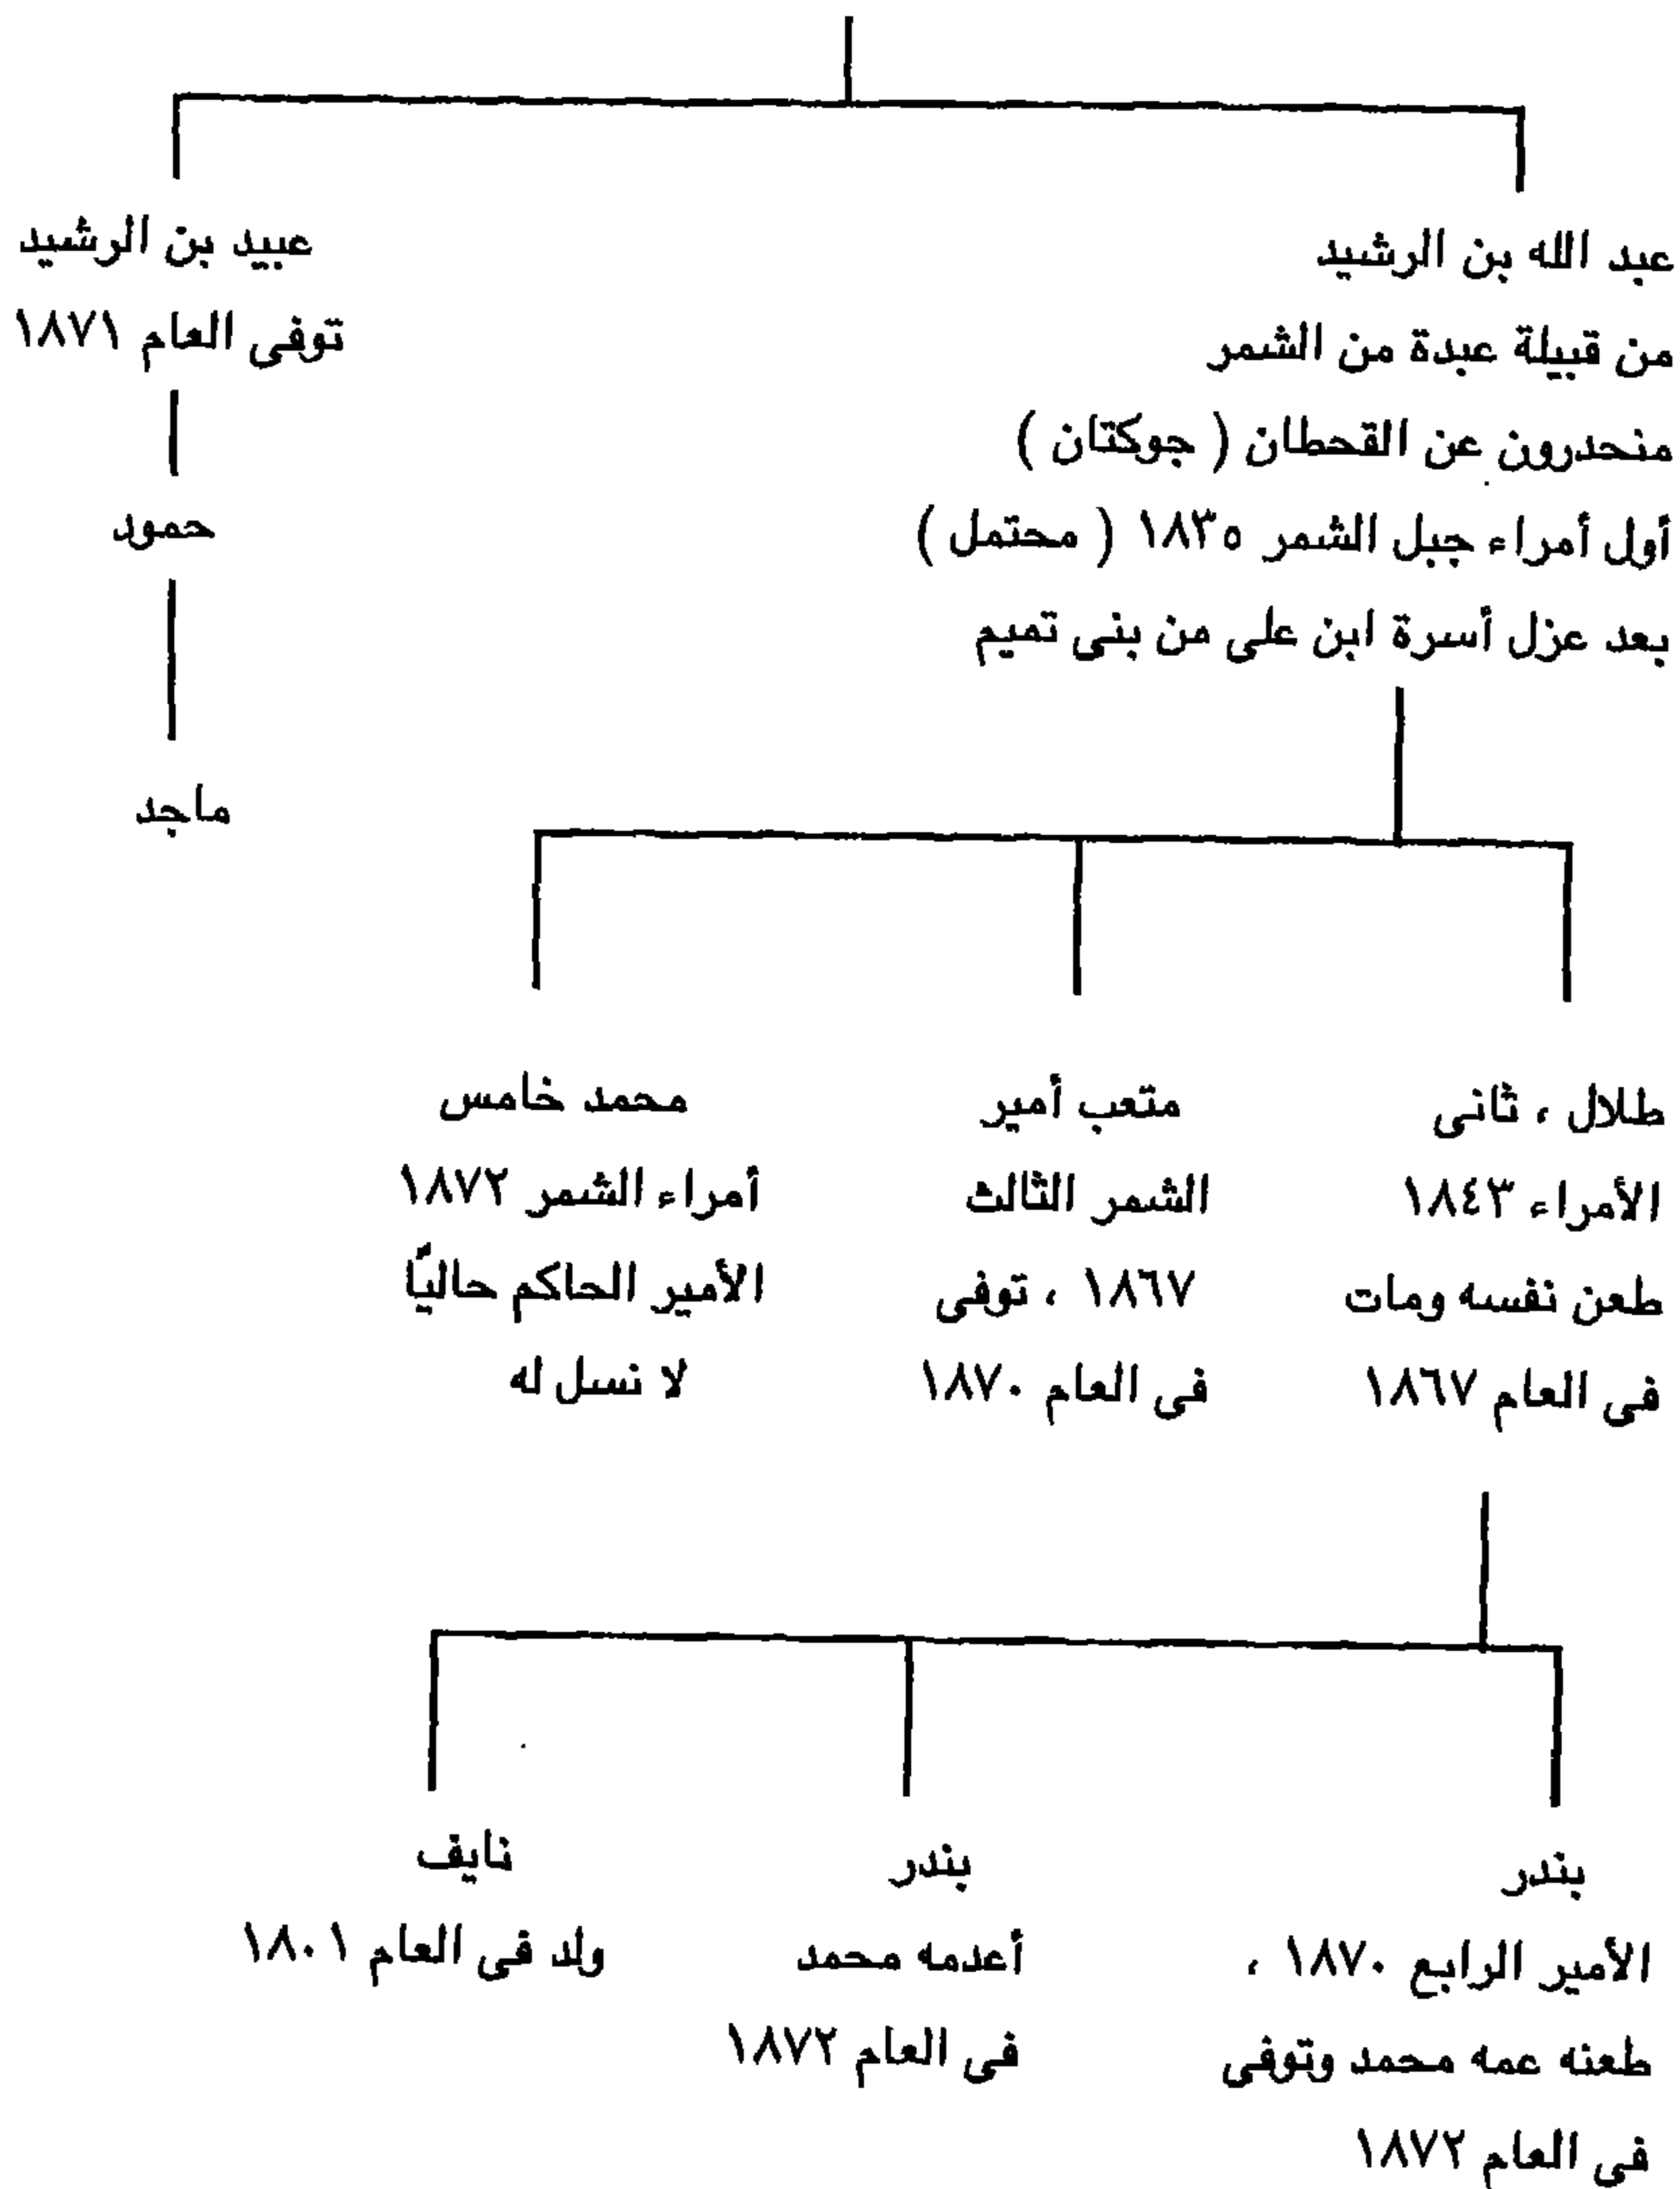 عبد الله بن الرشيد
من قبيلة عبدة من الشمر
منحدرون عن القحطان ( جوكتان )
أول أمراء جبل الشمر ١٨٣٥ ( محتمل )
بعد عزل أسرة ابن على من بنى تميم
عبيد بن الرشيد
توفى العام ١٨٧١
حمود
ماجد
طلال ، ثانى
الأمراء ١٨٤٣
طعن نفسه ومات
فى العام ١٨٦٧
متعب أمير
الشمر الثالث
١٨٦٧ ، توفى
فى العام ١٨٧٠
محمد خامس
أمراء الشمر ١٨٧٢
الأمير الحاكم حاليًا
لا نسل له
بندر
الأمير الرابع ١٨٧٠ ،
طعنه عمه محمد وتوفى
فى العام ١٨٧٢
بندر
أعدمه محمد
فى العام ١٨٧٢
نايف
ولد فى العام ١٨٠١